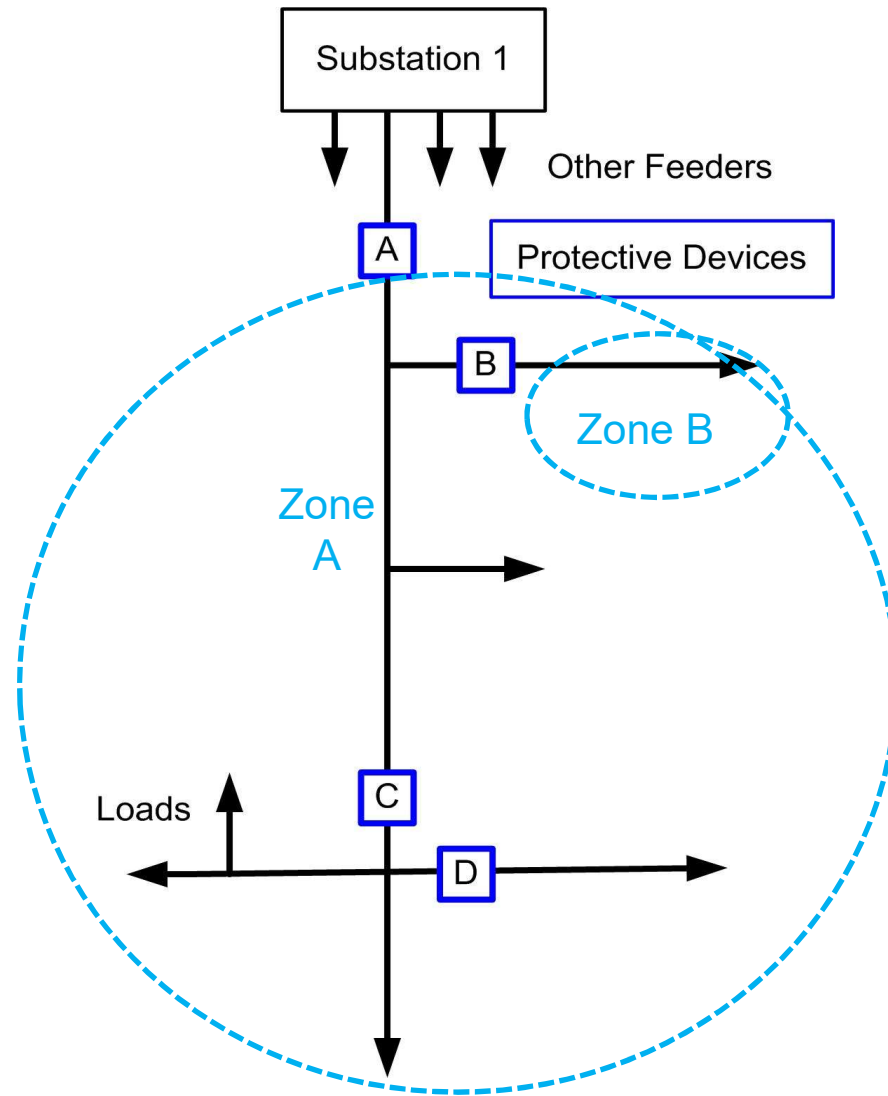 Substation 1
Other Feeders
A
Protective Devices
B
Zone B
Zone
A
C
Loads
D